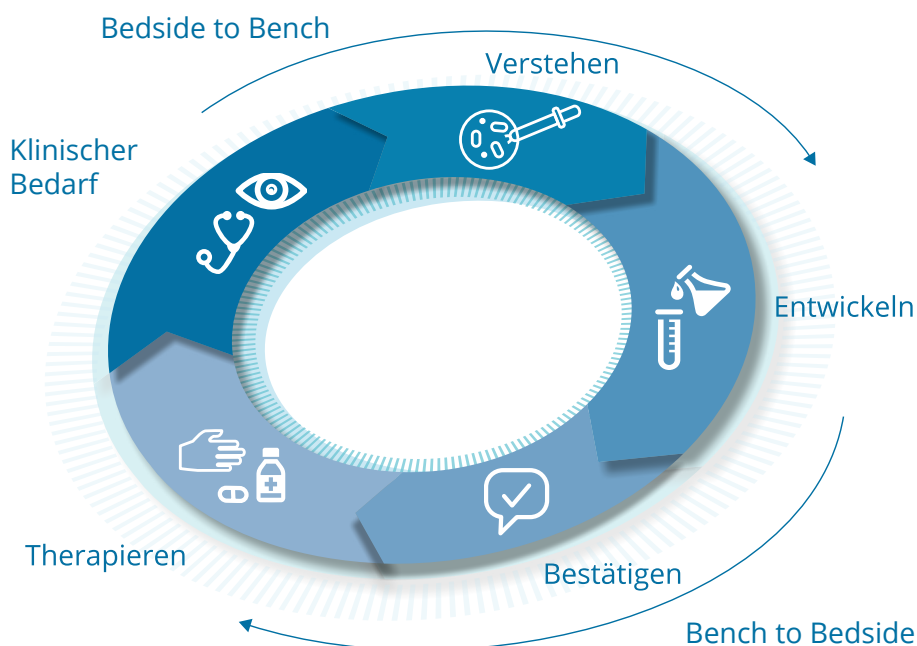 Bedside to Bench
Verstehen
Klinischer
Bedarf
Entwickeln
Therapieren
Bestätigen
Bench to Bedside